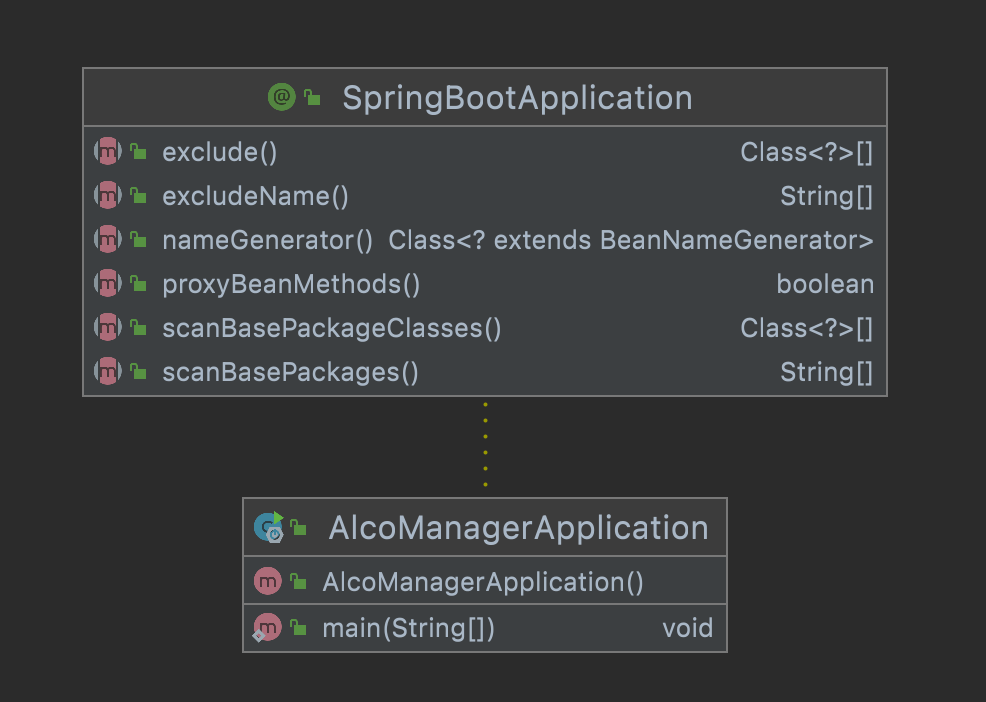 SpringBootApplication
exclude() Class<?>[]
excludeName() String[]
nameGenerator() Class<? extends BeanNameGenerator>
proxyBeanMethods() boolean
scanBasePackageClasses() Class<?>[]
scanBasePackages() String[]
AlcoManagerApplication
AlcoManagerApplication()
main(String[]) void